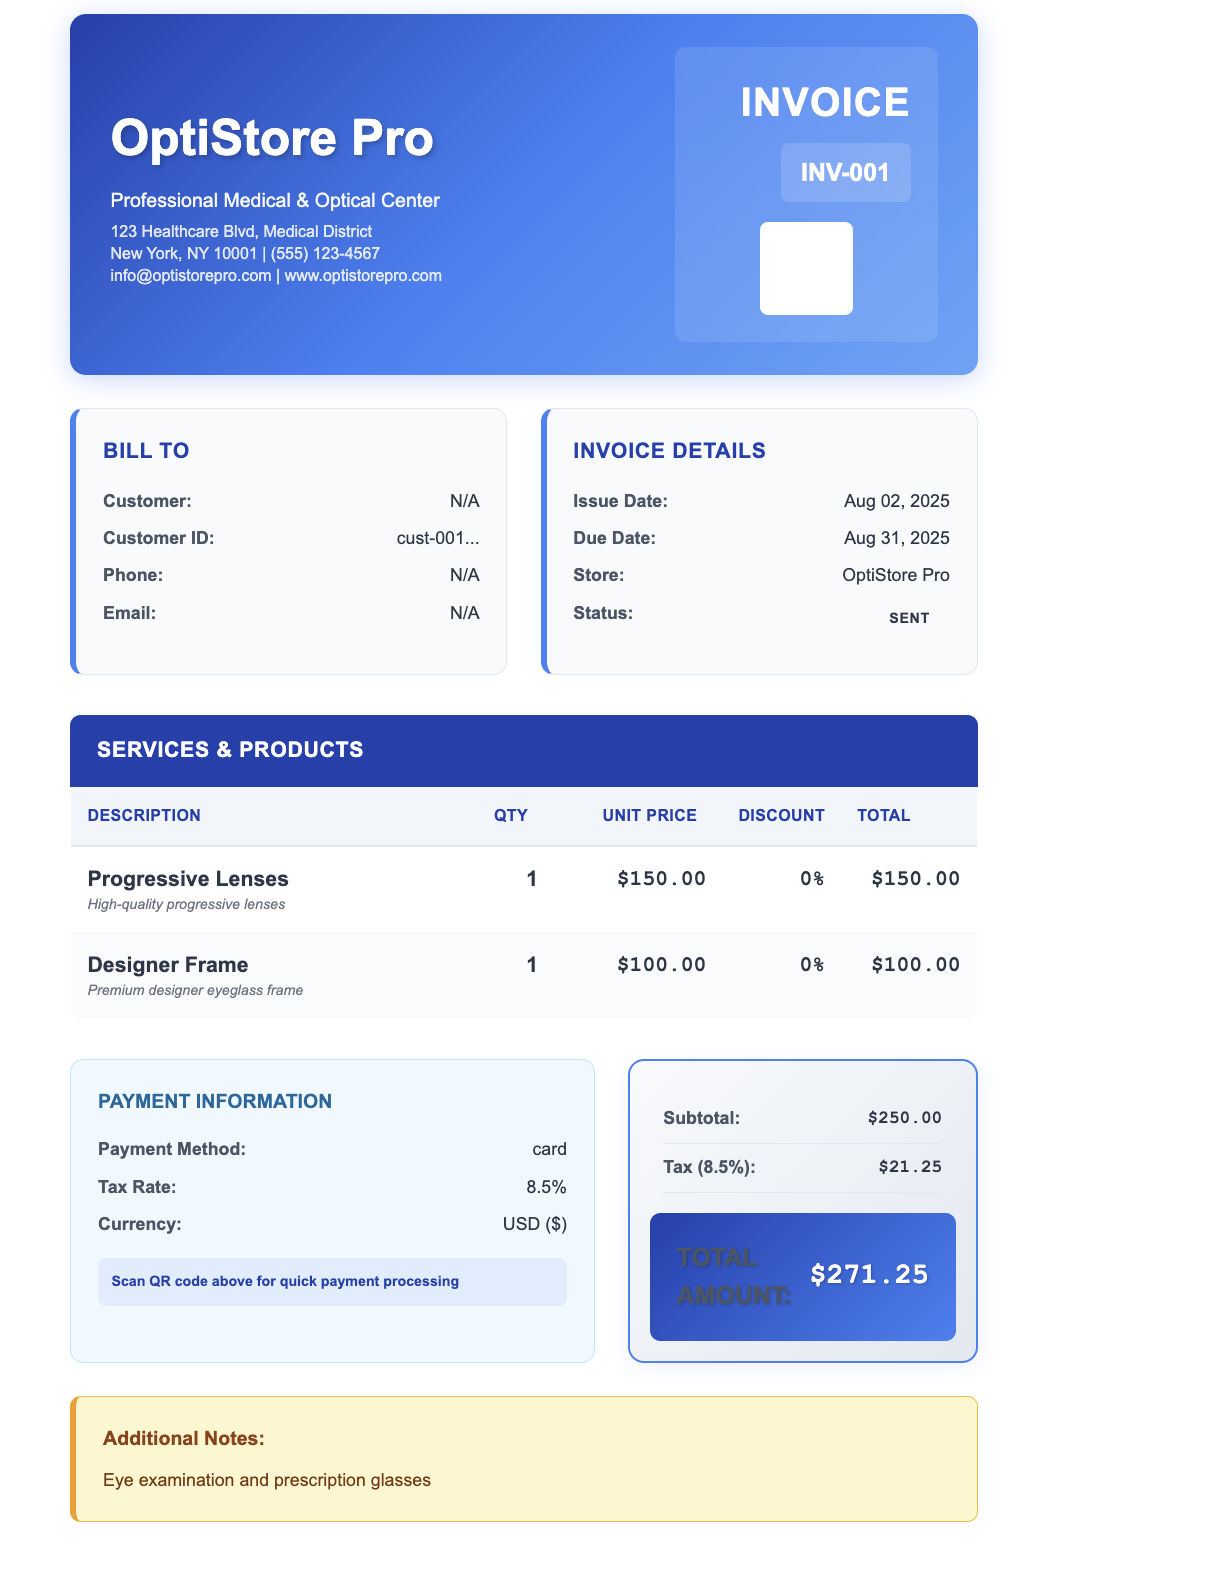 OptiStore Pro
Professional Medical & Optical Center
123 Healthcare Blvd, Medical District
New York, NY 10001 | (555) 123-4567
info@optistorepro.com | www.optistorepro.com
INVOICE
INV-001
BILL TO
Customer: N/A
Customer ID: cust-001...
Phone: N/A
Email: N/A
INVOICE DETAILS
Issue Date: Aug 02, 2025
Due Date: Aug 31, 2025
Store: OptiStore Pro
Status: SENT
SERVICES & PRODUCTS
DESCRIPTION QTY UNIT PRICE DISCOUNT TOTAL
Progressive Lenses 1 $150.00 0% $150.00
High-quality progressive lenses
Designer Frame 1 $100.00 0% $100.00
Premium designer eyeglass frame
PAYMENT INFORMATION
Payment Method: card
Tax Rate: 8.5%
Currency: USD ($)
Scan QR code above for quick payment processing
Subtotal: $250.00
Tax (8.5%): $21.25
TOTAL
AMOUNT: $271.25
Additional Notes:
Eye examination and prescription glasses